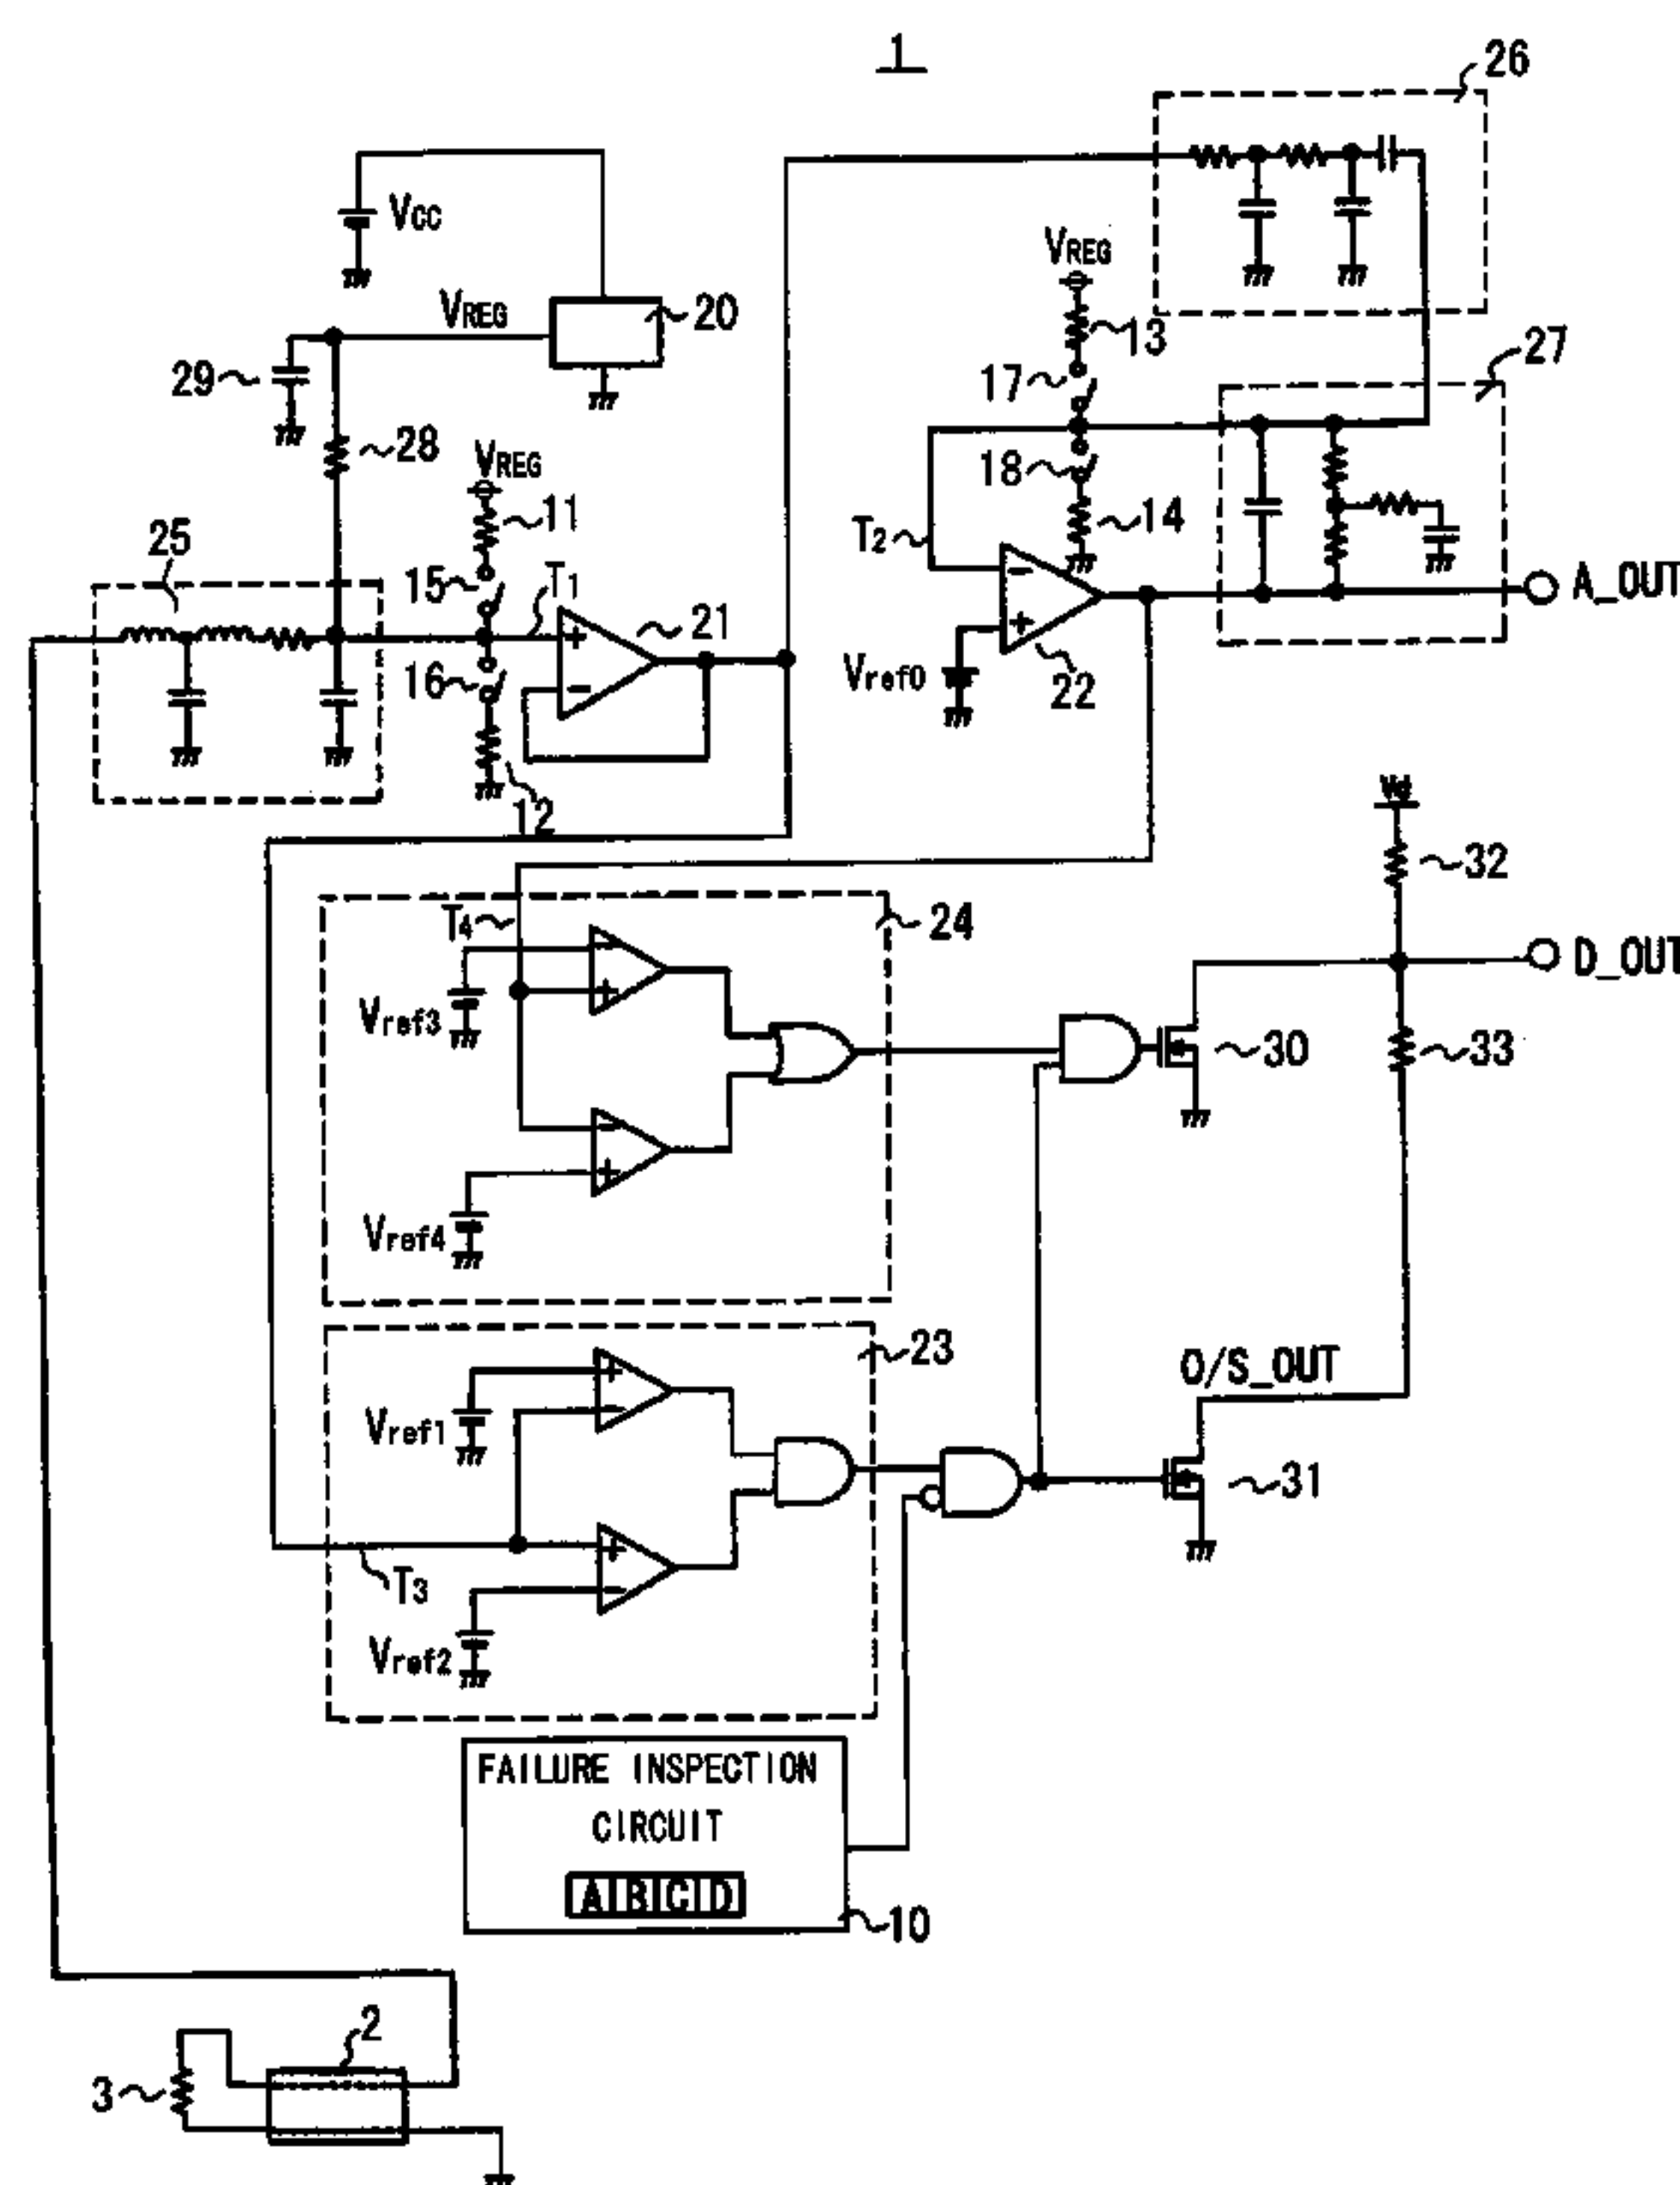 1
26
VCC
VREG
VREG
20
13
27
29
17
28
VREG
18
11
14
25
T2
15
T1
A_OUT
21
16
Vref0
22
12
32
T4
24
D_OUT
Vref3
30
33
Vref4
23
O/S_OUT
Vref1
31
T3
Vref2
FAILURE INSPECTION
CIRCUIT
A B C D
10
2
3